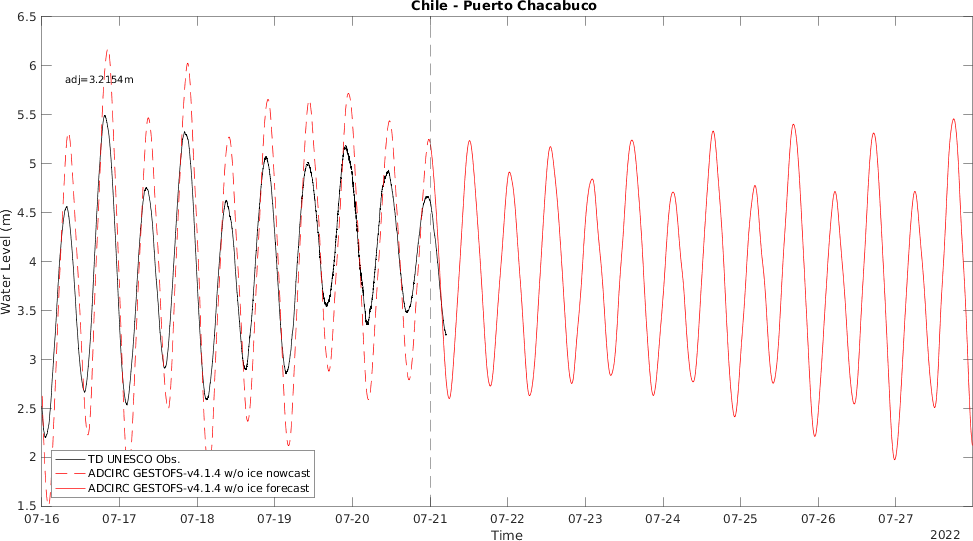 Chile - Puerto Chacabuco
6.5
6
5.5
5
4.5
4
3.5
3
2.5
2
1.5
Water Level (m)
adj=3.2154m
TD UNESCO Obs.
ADCIRC GESTOFS-v4.1.4 w/o ice nowcast
ADCIRC GESTOFS-v4.1.4 w/o ice forecast
07-16 07-17 07-18 07-19 07-20 07-21 07-22 07-23 07-24 07-25 07-26 07-27
Time
2022